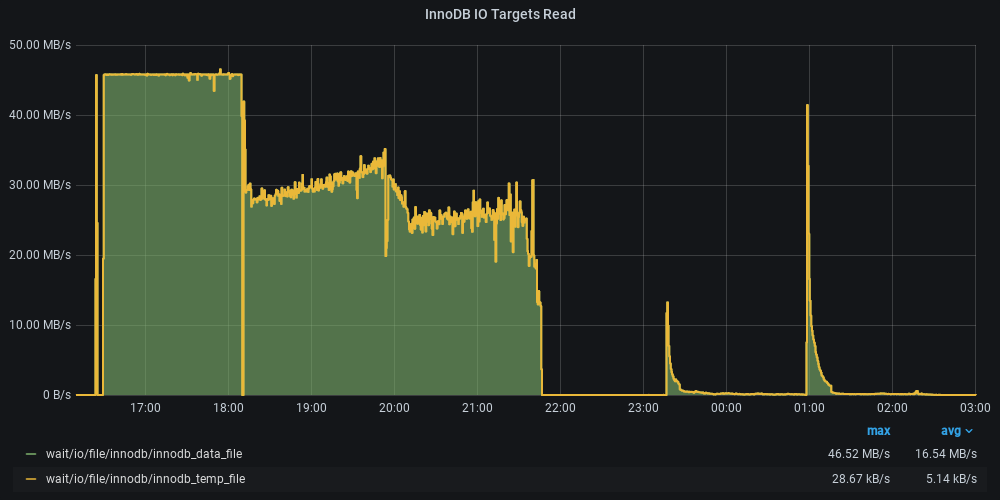 InnoDB IO Targets Read
50.00 MB/s
40.00 MB/s
30.00 MB/s
20.00 MB/s
10.00 MB/s
0 B/s
17:00 18:00 19:00 20:00 21:00 22:00 23:00 00:00 01:00 02:00 03:00
max avg
wait/io/file/innodb/innodb_data_file 46.52 MB/s 16.54 MB/s
wait/io/file/innodb/innodb_temp_file 28.67 kB/s 5.14 kB/s